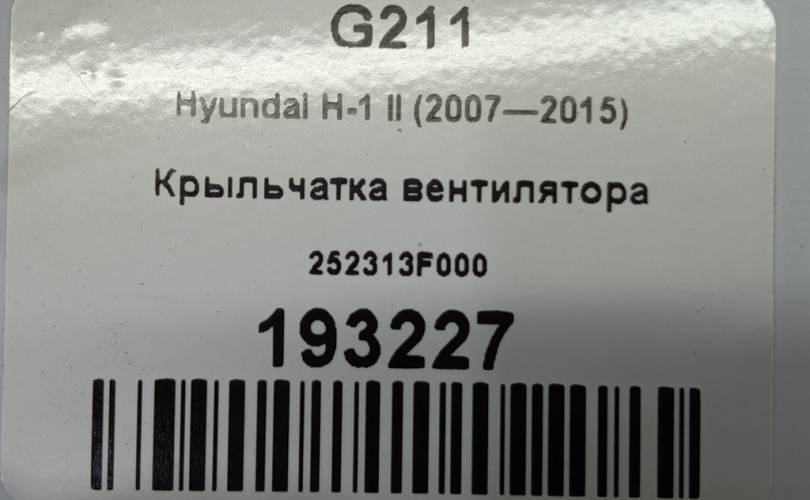 G211
Hyundai H-1 II (2007—2015)
Крыльчатка вентилятора
252313F000
193227